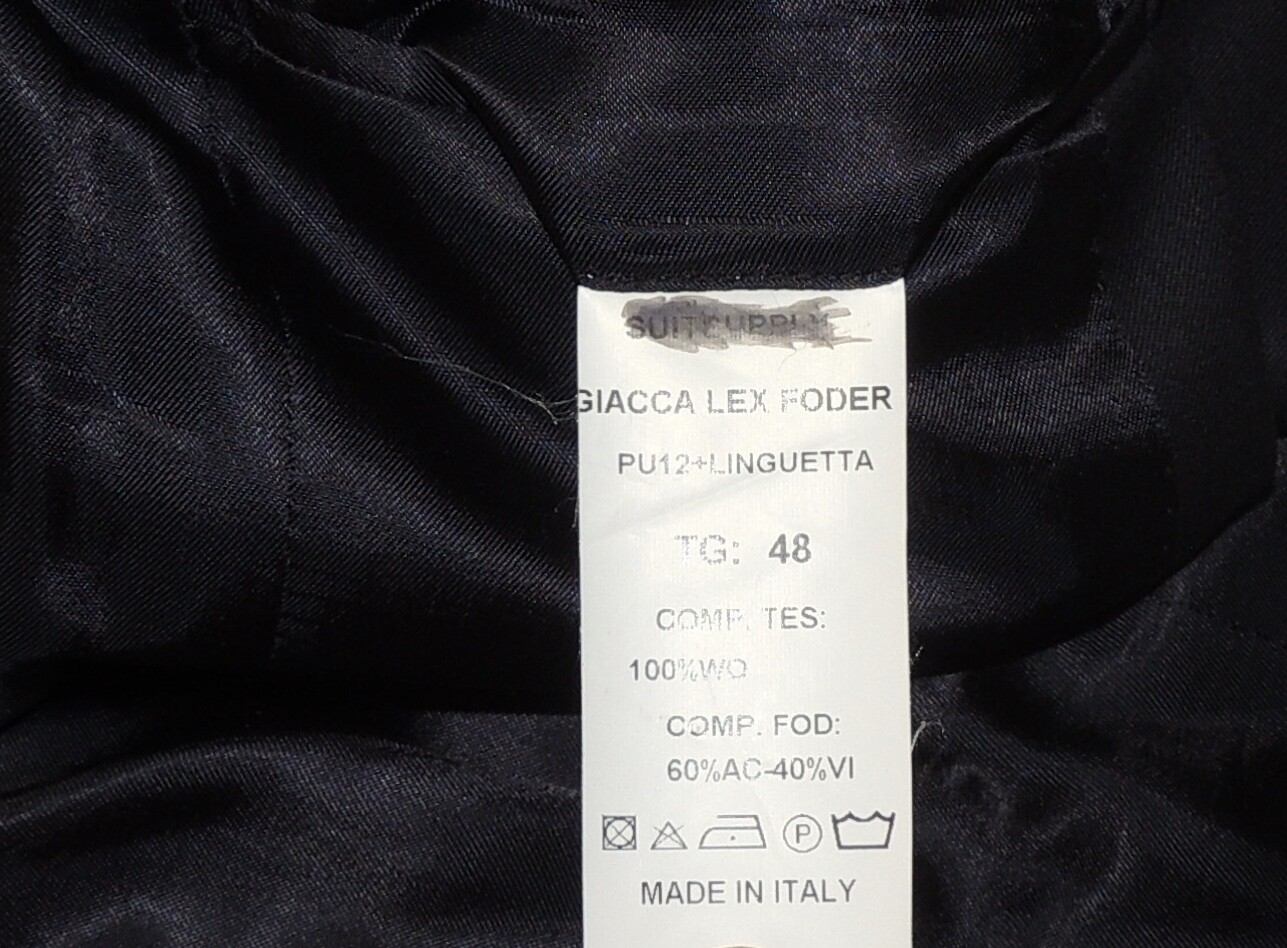 SUITSUPPLY
GIACCA LEX FODER
PU12+LINGUETTA
TG: 48
COMP. TES:
100%WO
COMP. FOD:
60%AC-40%VI
P
MADE IN ITALY